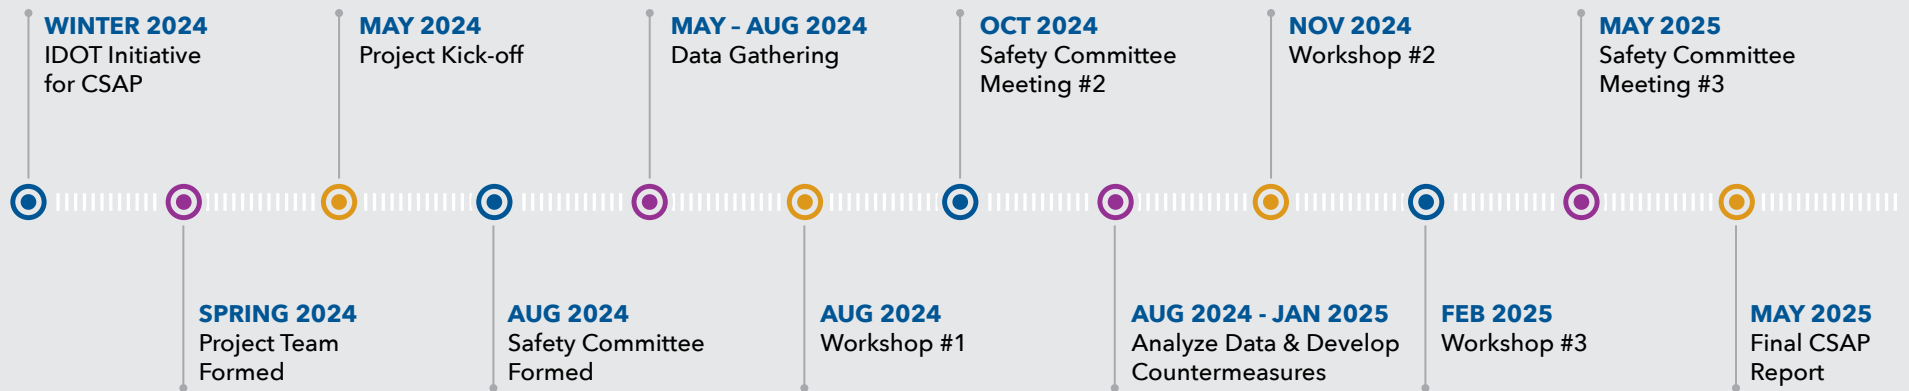 WINTER 2024
IDOT Initiative
for CSAP
SPRING 2024
Project Team
Formed
MAY 2024
Project Kick-off
AUG 2024
Safety Committee
Formed
MAY – AUG 2024
Data Gathering
AUG 2024
Workshop #1
OCT 2024
Safety Committee
Meeting #2
AUG 2024 - JAN 2025
Analyze Data & Develop
Countermeasures
NOV 2024
Workshop #2
FEB 2025
Workshop #3
MAY 2025
Safety Committee
Meeting #3
MAY 2025
Final CSAP
Report